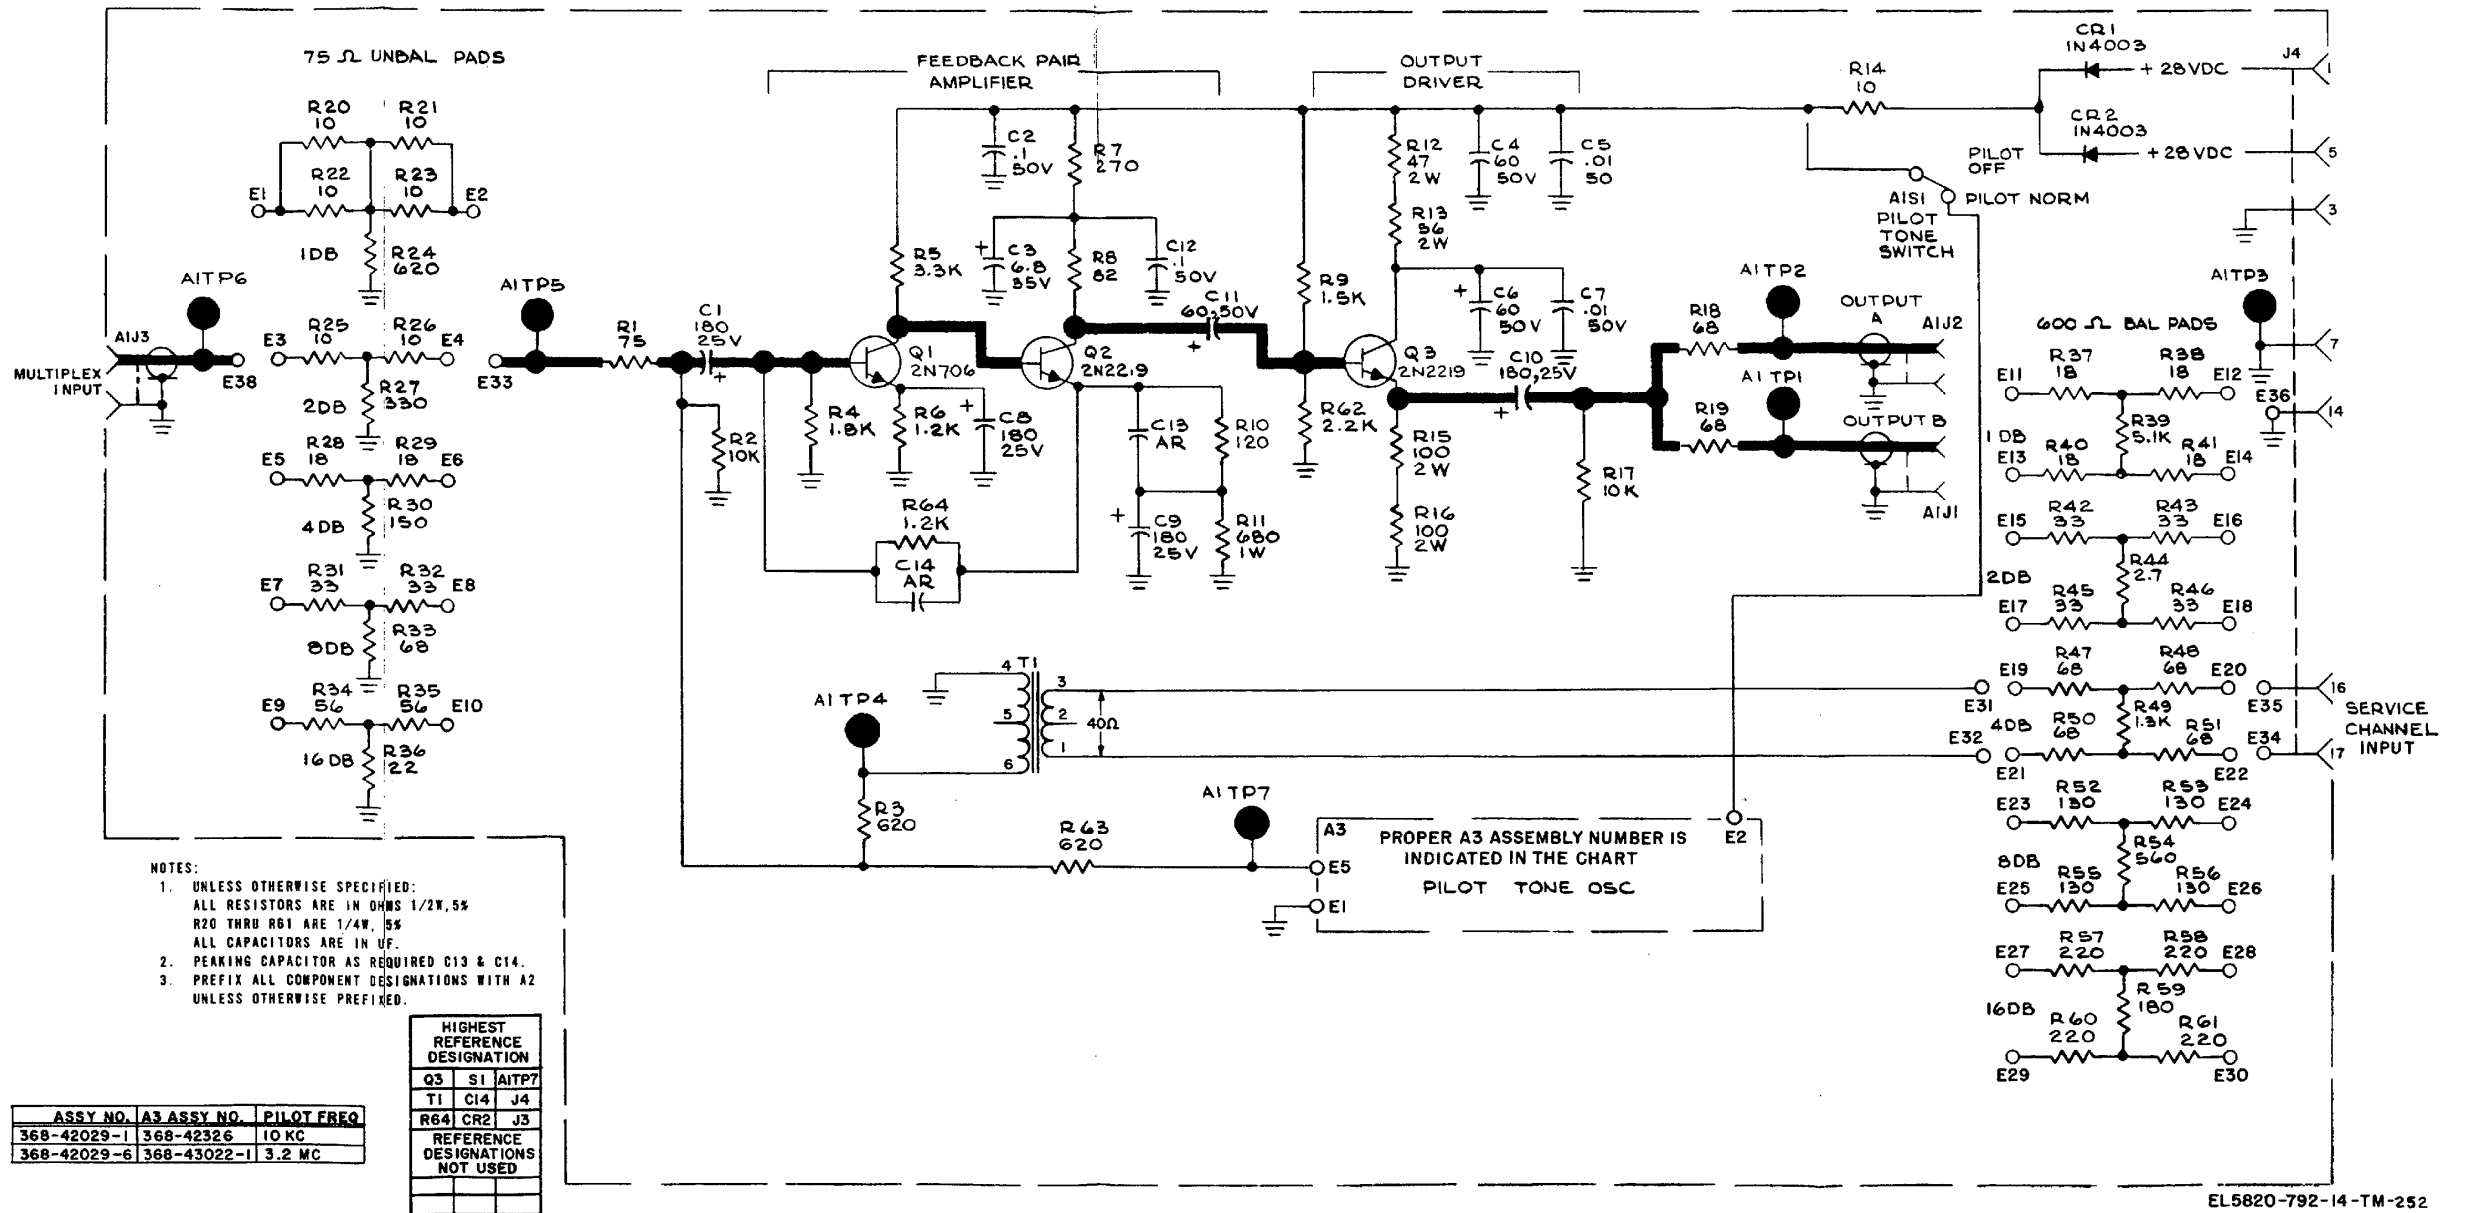 75 Ω UNBAL PADS
R20
10
R21
10
R22
10
R23
10
E1
E2
1DB
R24
620
A1TP6
A1J3
MULTIPLEX
INPUT
E38
E3
R25
10
R26
10
E4
2DB
R27
330
E5
R28
18
R29
18
E6
4DB
R30
150
E7
R31
33
R32
33
E8
8DB
R33
68
E9
R34
56
R35
56
E10
16DB
R36
22
A1TP5
E33
R1
75
C1
180
25V
+
R2
10K
FEEDBACK PAIR
AMPLIFIER
C2
.1
50V
R7
270
R5
3.3K
+
C3
6.8
35V
R8
82
C12
.1
50V
C11
60,50V
+
Q1
2N706
Q2
2N2219
R4
1.8K
R6
1.2K
+
C8
180
25V
C13
AR
R10
120
R64
1.2K
C14
AR
+
C9
180
25V
R11
680
1W
OUTPUT
DRIVER
R12
47
2W
C4
60
50V
C5
.01
50
R13
56
2W
R9
1.5K
+
C6
60
50V
C7
.01
50V
Q3
2N2219
C10
180,25V
+
R62
2.2K
R15
100
2W
R16
100
2W
R17
10K
R18
68
A1TP2
OUTPUT
A
A1J2
R19
68
A1TP1
OUTPUT B
A1J1
R14
10
CR1
1N4003
+28VDC
J4
1
CR2
1N4003
+28VDC
5
PILOT
OFF
A1S1
PILOT NORM
PILOT
TONE
SWITCH
3
A1TP3
7
E36
14
600 Ω BAL PADS
E11
R37
18
R38
18
E12
1DB
R39
5.1K
E13
R40
18
R41
18
E14
E15
R42
33
R43
33
E16
2DB
R44
2.7
E17
R45
33
R46
33
E18
E19
R47
68
R48
68
E20
E31
E35
16
4DB
R49
1.3K
E32
R50
68
R51
68
E34
17
E21
E22
SERVICE
CHANNEL
INPUT
E23
R52
130
R53
130
E24
8DB
R54
560
E25
R55
130
R56
130
E26
E27
R57
220
R58
220
E28
16DB
R59
180
R60
220
R61
220
E29
E30
T1
4
5
6
3
2
1
40Ω
A1TP4
R3
620
R63
620
A1TP7
A3
PROPER A3 ASSEMBLY NUMBER IS
INDICATED IN THE CHART
PILOT TONE OSC
E2
E5
E1
NOTES:
1. UNLESS OTHERWISE SPECIFIED:
ALL RESISTORS ARE IN OHMS 1/2W,5%
R20 THRU R61 ARE 1/4W, 5%
ALL CAPACITORS ARE IN UF.
2. PEAKING CAPACITOR AS REQUIRED C13 & C14.
3. PREFIX ALL COMPONENT DESIGNATIONS WITH A2
UNLESS OTHERWISE PREFIXED.
HIGHEST
REFERENCE
DESIGNATION
Q3 S1 A1TP7
T1 C14 J4
R64 CR2 J3
REFERENCE
DESIGNATIONS
NOT USED
ASSY NO. A3 ASSY NO. PILOT FREQ
368-42029-1 368-42326 10 KC
368-42029-6 368-43022-1 3.2 MC
EL5820-792-14-TM-252